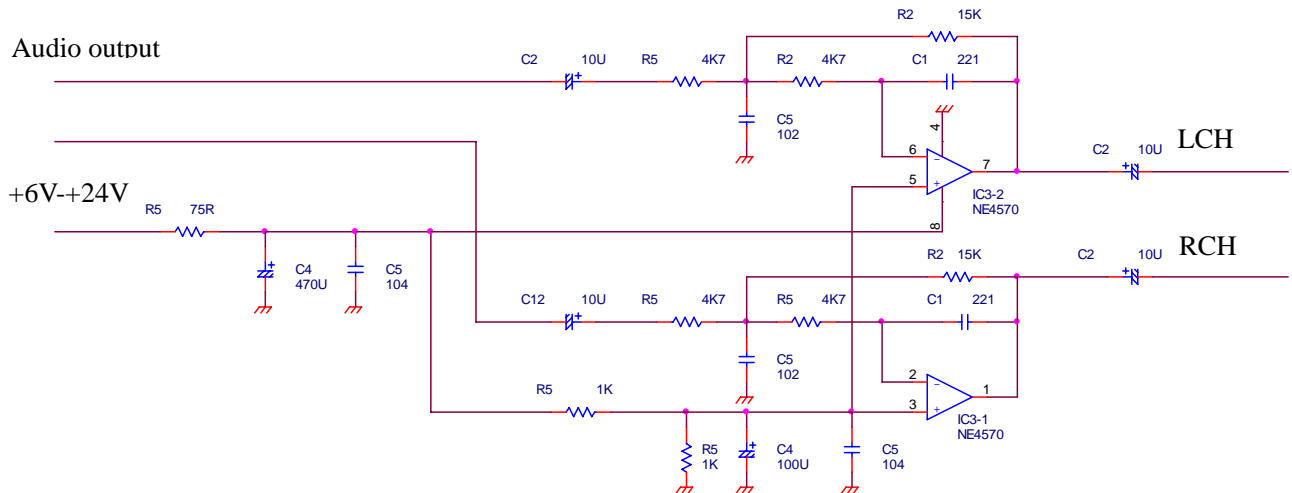 R2 15K
Audio output
C2 10U R5 4K7 R2 4K7 C1 221
C5
102
4
6
7
5
8
IC3-2
NE4570
C2 10U
LCH
+6V-+24V
R5 75R
C4
470U
C5
104
RCH
R2 15K
C2 10U
C12 10U R5 4K7 R5 4K7 C1 221
C5
102
2
1
3
IC3-1
NE4570
R5 1K
R5
1K
C4
100U
C5
104